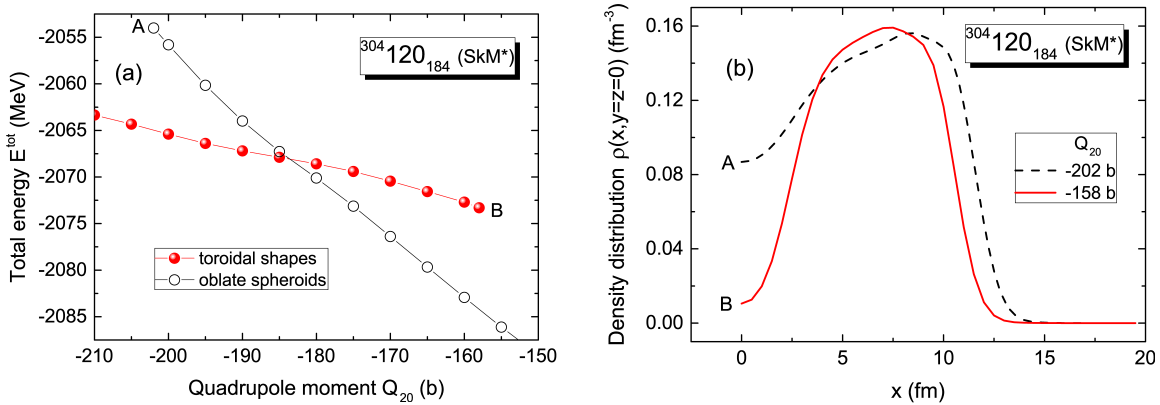 A
³⁰⁴120₁₈₄ (SkM*)
(a)
B
toroidal shapes
oblate spheroids
Total energy Eᵗᵒᵗ (MeV)
-2055
-2060
-2065
-2070
-2075
-2080
-2085
-210
-200
-190
-180
-170
-160
-150
Quadrupole moment Q₂₀ (b)
³⁰⁴120₁₈₄ (SkM*)
(b)
A
B
Q₂₀
-202 b
-158 b
Density distribution ρ(x,y=z=0) (fm⁻³)
0.16
0.12
0.08
0.04
0.00
0
5
10
15
20
x (fm)